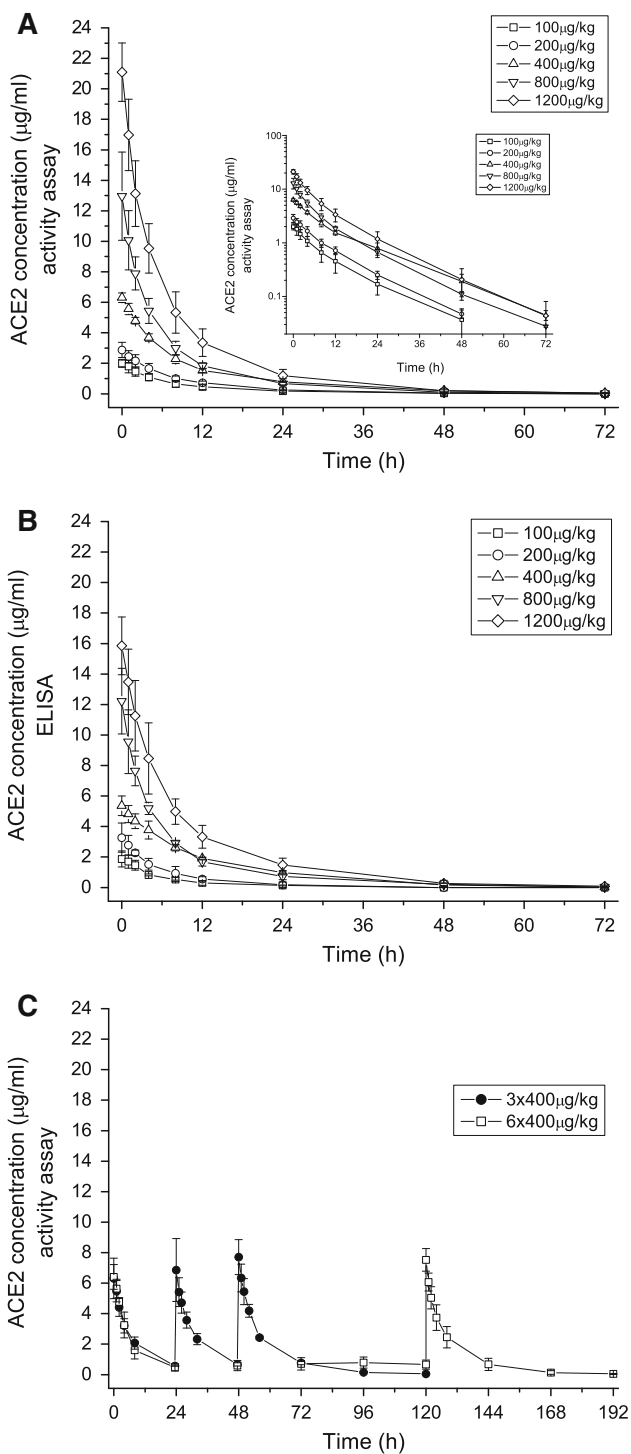 A
ACE2 concentration (μg/ml)
activity assay
24
22
20
18
16
14
12
10
8
6
4
2
0
0 12 24 36 48 60 72
Time (h)
100μg/kg
200μg/kg
400μg/kg
800μg/kg
1200μg/kg
ACE2 concentration (μg/ml)
activity assay
100
10
1
0.1
0 12 24 36 48 60 72
Time (h)
100μg/kg
200μg/kg
400μg/kg
800μg/kg
1200μg/kg
B
ACE2 concentration (μg/ml)
ELISA
24
22
20
18
16
14
12
10
8
6
4
2
0
0 12 24 36 48 60 72
Time (h)
100μg/kg
200μg/kg
400μg/kg
800μg/kg
1200μg/kg
C
ACE2 concentration (μg/ml)
activity assay
24
22
20
18
16
14
12
10
8
6
4
2
0
0 24 48 72 96 120 144 168 192
Time (h)
3x400μg/kg
6x400μg/kg